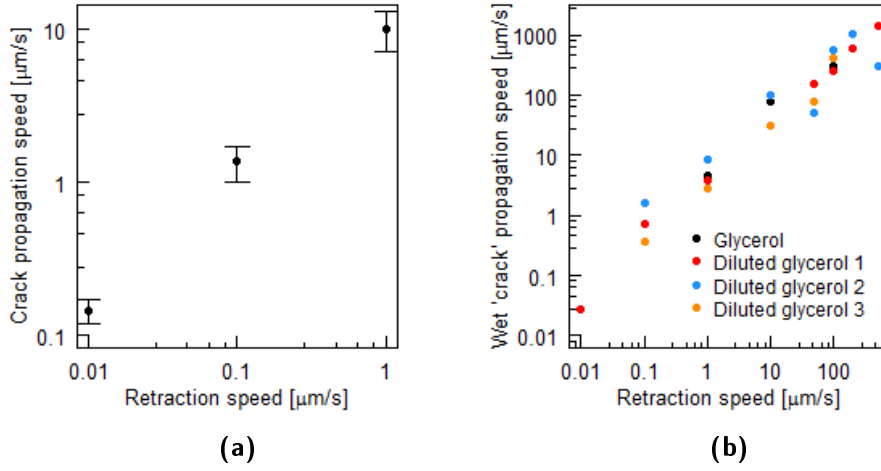 Crack propagation speed [μm/s]
10
1
0.1
0.01
0.1
1
Retraction speed [μm/s]
(a)
Wet 'crack' propagation speed [μm/s]
1000
100
10
1
0.1
0.01
Glycerol
Diluted glycerol 1
Diluted glycerol 2
Diluted glycerol 3
0.01
0.1
1
10
100
Retraction speed [μm/s]
(b)